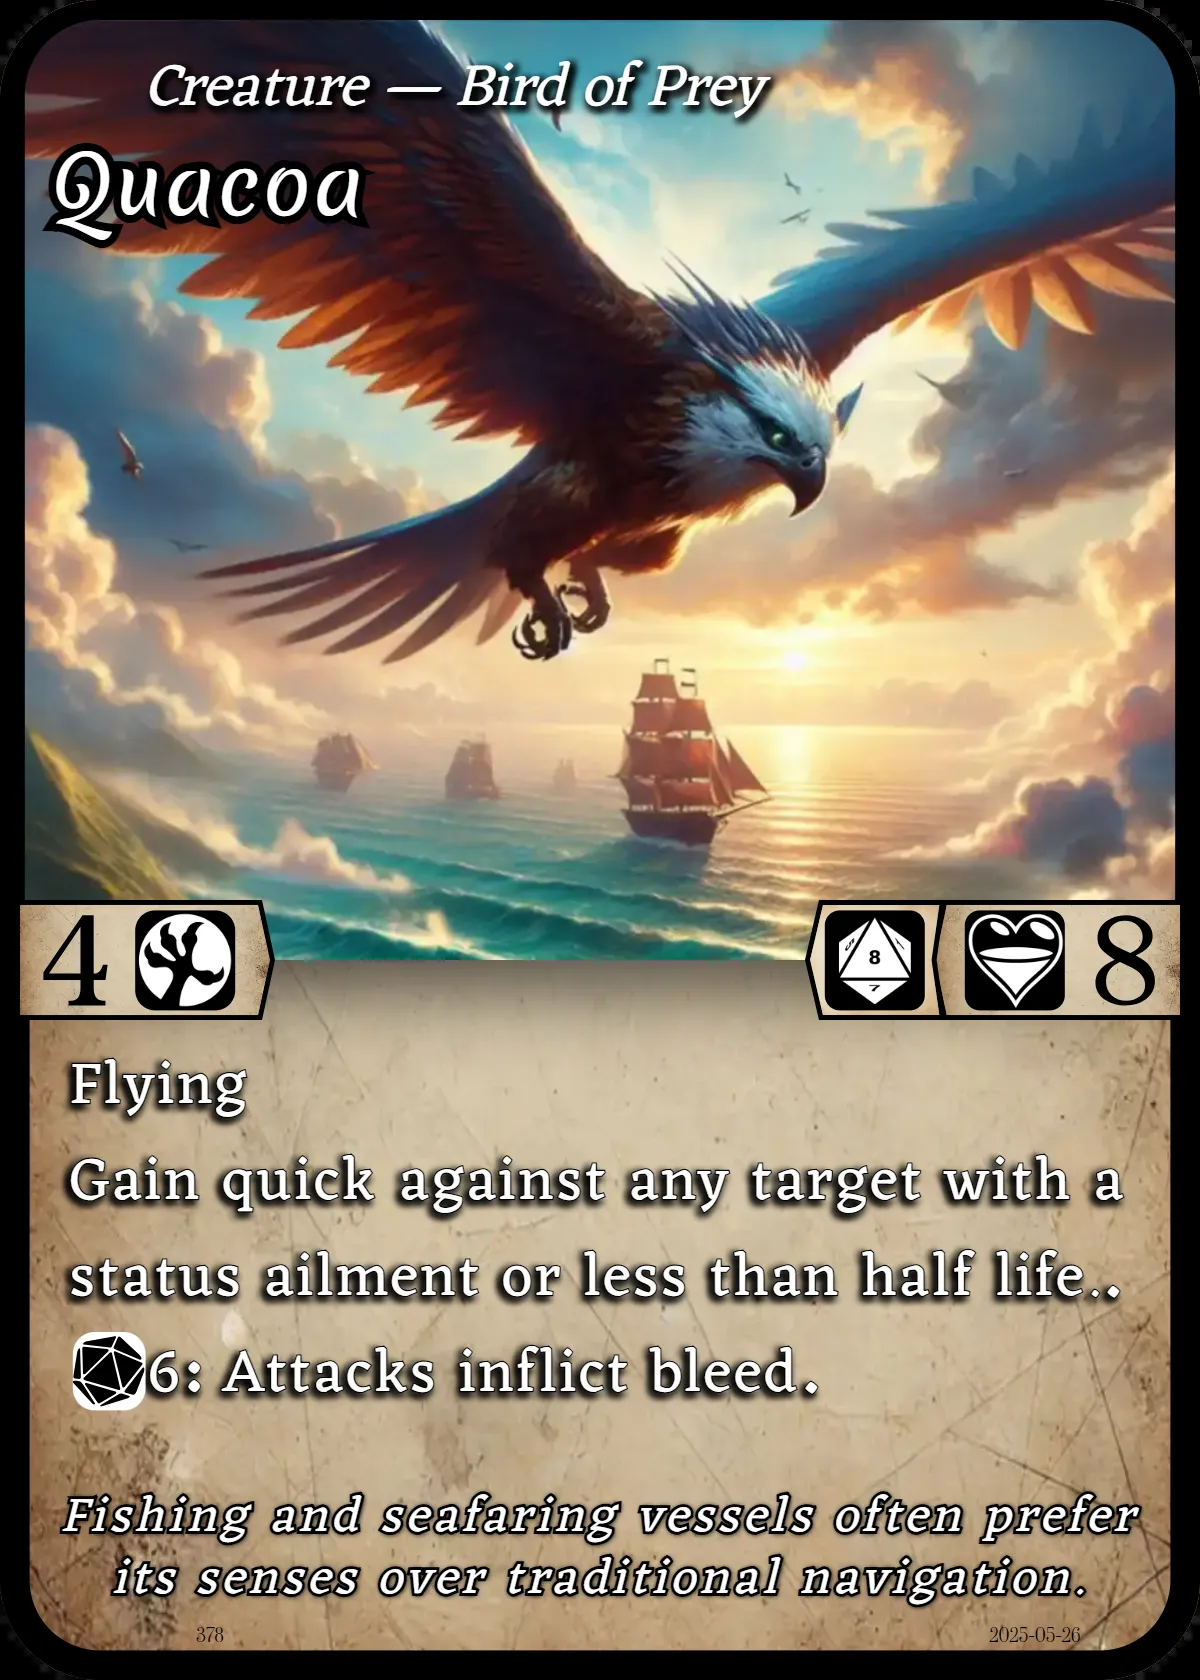 Creature — Bird of Prey
Quacoa
4
8
7
8
Flying
Gain quick against any target with a
status ailment or less than half life..
6: Attacks inflict bleed.
Fishing and seafaring vessels often prefer
its senses over traditional navigation.
378
2025-05-26